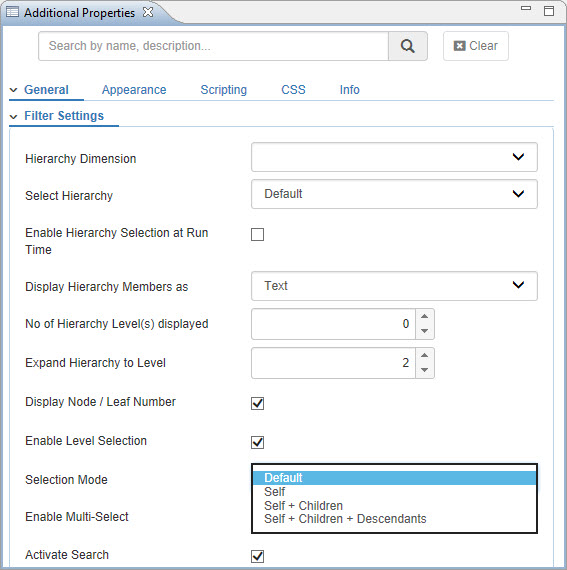 Additional Properties
Search by name, description...
Clear
General Appearance Scripting CSS Info
Filter Settings
Hierarchy Dimension
Select Hierarchy Default
Enable Hierarchy Selection at Run
Time
Display Hierarchy Members as Text
No of Hierarchy Level(s) displayed 0
Expand Hierarchy to Level 2
Display Node / Leaf Number
Enable Level Selection
Selection Mode Default
Self
Self + Children
Enable Multi-Select Self + Children + Descendants
Activate Search